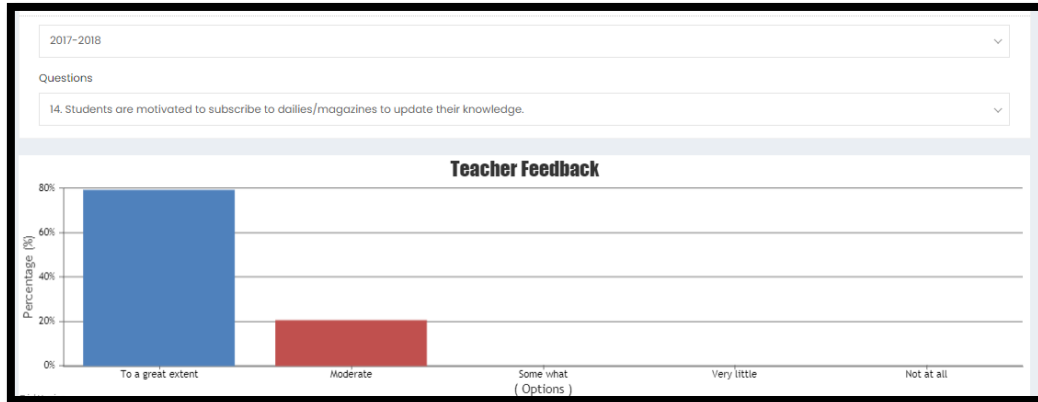 2017-2018
Questions
14. Students are motivated to subscribe to dailies/magazines to update their knowledge.
Teacher Feedback
80%
60%
40%
20%
0%
Percentage (%)
To a great extent Moderate Some what Very little Not at all
( Options )